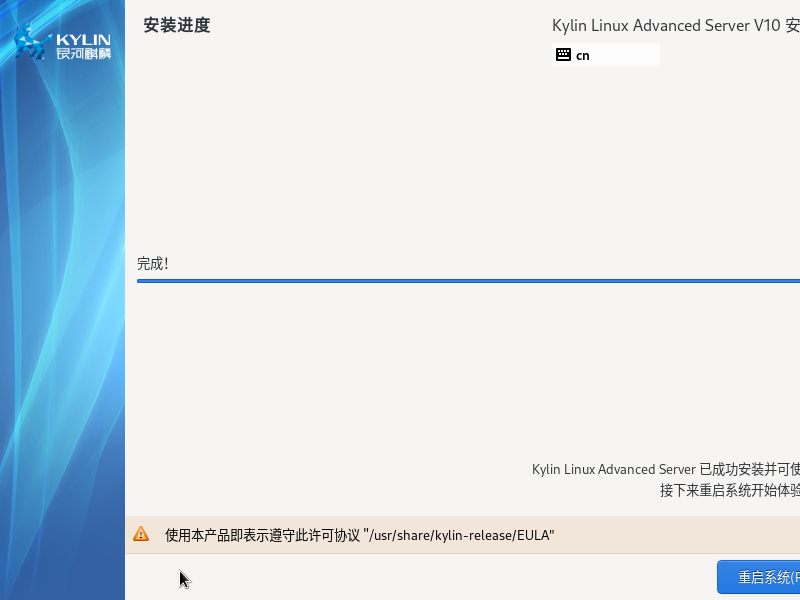 KYLIN
银河麒麟
安装进度
Kylin Linux Advanced Server V10 安
cn
完成!
Kylin Linux Advanced Server 已成功安装并可使
接下来重启系统开始体验
使用本产品即表示遵守此许可协议 "/usr/share/kylin-release/EULA"
重启系统(R